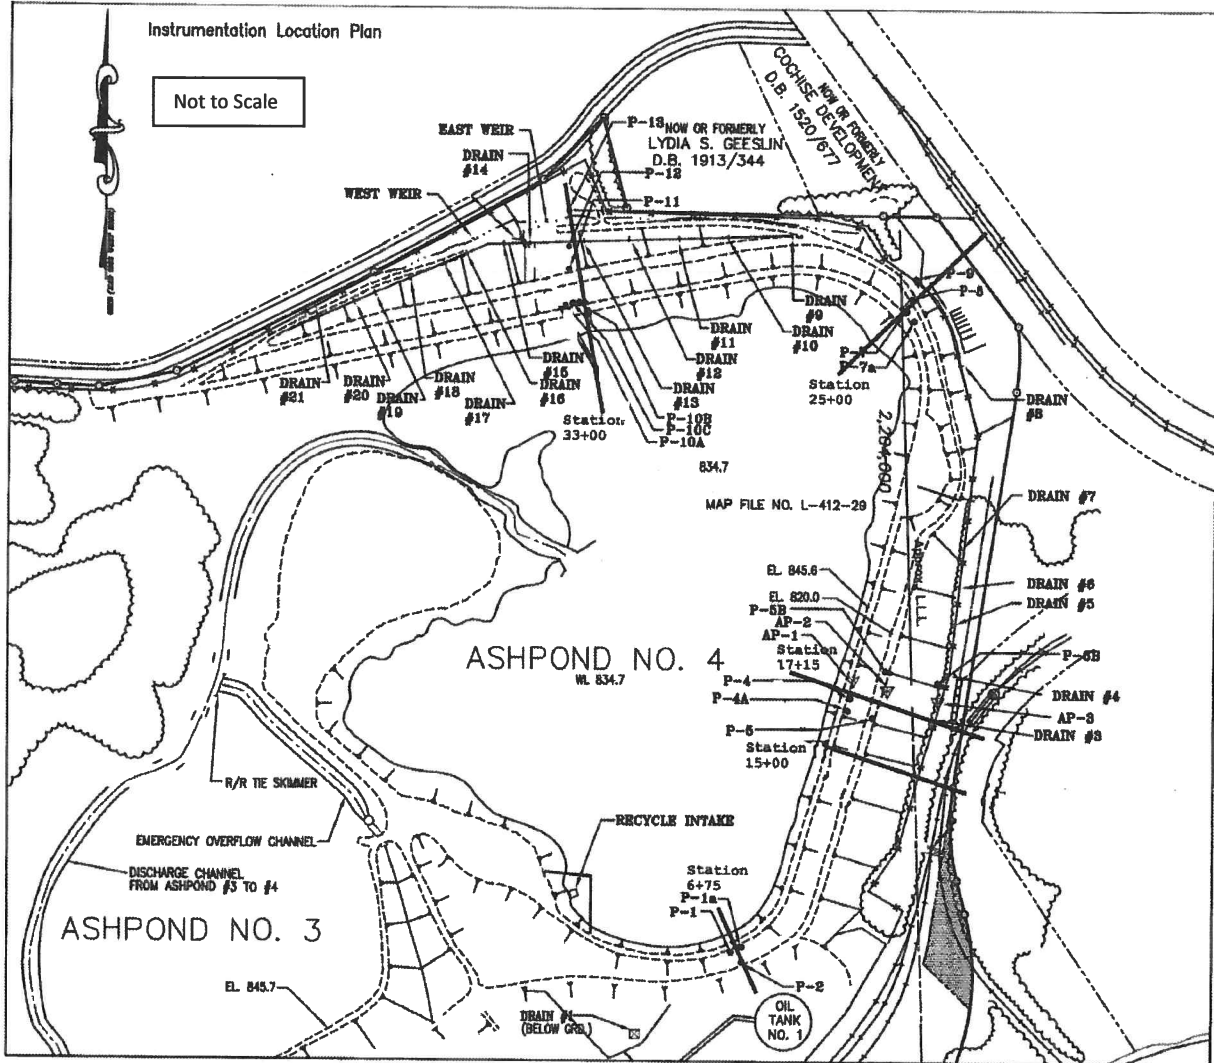 Instrumentation Location Plan
Not to Scale
NOW OR FORMERLY
COCHISE DEVELOPMENT
D.B. 1520/677
EAST WEIR
P-13
NOW OR FORMERLY
LYDIA S. GEESLIN
D.B. 1913/344
DRAIN
#14
P-12
WEST WEIR
P-11
P-9
P-8
DRAIN
#9
DRAIN
#10
DRAIN
#11
DRAIN
#12
DRAIN
#13
P-7a
Station
25+00
DRAIN
#8
DRAIN
#15
DRAIN
#16
DRAIN
#17
DRAIN
#18
DRAIN
#19
DRAIN
#20
DRAIN
#21
Station
33+00
P-10B
P-10C
P-10A
834.7
MAP FILE NO. L-412-29
DRAIN #7
EL. 845.6
EL. 820.0
P-5B
AP-2
AP-1
Station
17+15
DRAIN #6
DRAIN #5
P-6B
ASHPOND NO. 4
WL 834.7
P-4
P-4A
DRAIN #4
AP-3
DRAIN #3
P-5
Station
15+00
R/R TIE SKIMMER
EMERGENCY OVERFLOW CHANNEL
RECYCLE INTAKE
DISCHARGE CHANNEL
FROM ASHPOND #3 TO #4
ASHPOND NO. 3
Station
6+75
P-1a
P-1
P-2
EL. 845.7
DRAIN #1
(BELOW GRD.)
OIL
TANK
NO. 1